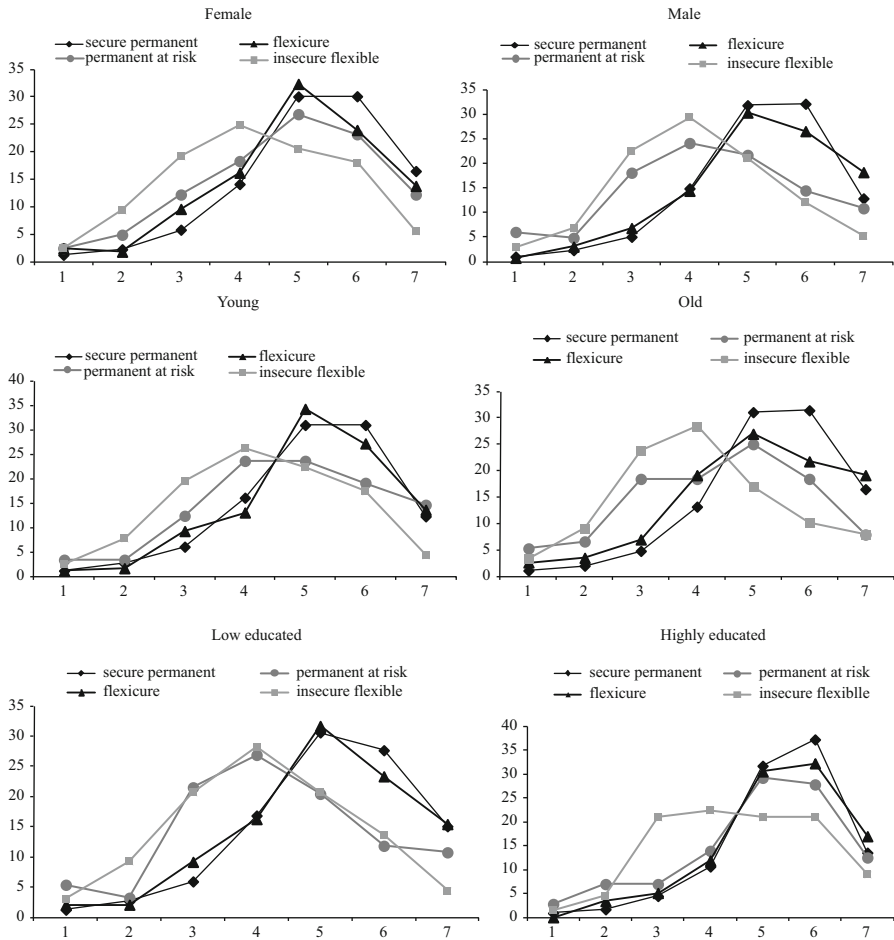 Female
secure permanent flexicure
permanent at risk insecure flexible
35
30
25
20
15
10
5
0
1 2 3 4 5 6 7
Male
secure permanent flexicure
permanent at risk insecure flexible
35
30
25
20
15
10
5
0
1 2 3 4 5 6 7
Young
secure permanent flexicure
permanent at risk insecure flexible
40
35
30
25
20
15
10
5
0
1 2 3 4 5 6 7
Old
secure permanent permanent at risk
flexicure insecure flexible
35
30
25
20
15
10
5
0
1 2 3 4 5 6 7
Low educated
secure permanent permanent at risk
flexicure insecure flexible
35
30
25
20
15
10
5
0
1 2 3 4 5 6 7
Highly educated
secure permanent permanent at risk
flexicure insecure flexiblle
40
35
30
25
20
15
10
5
0
1 2 3 4 5 6 7